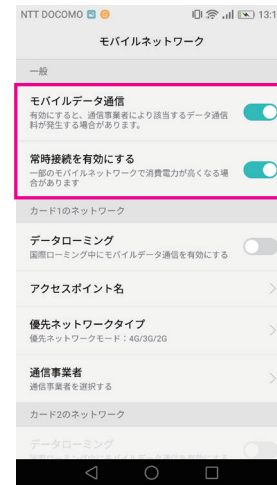 NTT DOCOMO 13:1
モバイルネットワーク
一般
モバイルデータ通信
有効にすると、通信事業者により該当するデータ通信
料が発生する場合があります。
常時接続を有効にする
一部のモバイルネットワークで消費電力が高くなる場
合があります
カード1のネットワーク
データローミング
国際ローミング中にモバイルデータ通信を有効にする
アクセスポイント名
優先ネットワークタイプ
優先ネットワークモード：4G/3G/2G
通信事業者
通信事業者を選択する
カード2のネットワーク
データローミング